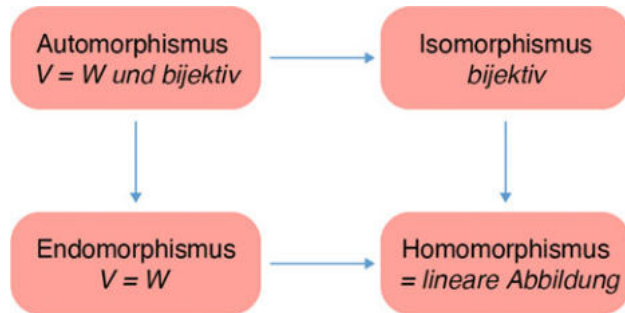 Automorphismus
V = W und bijektiv
Isomorphismus
bijektiv
Endomorphismus
V = W
Homomorphismus
= lineare Abbildung